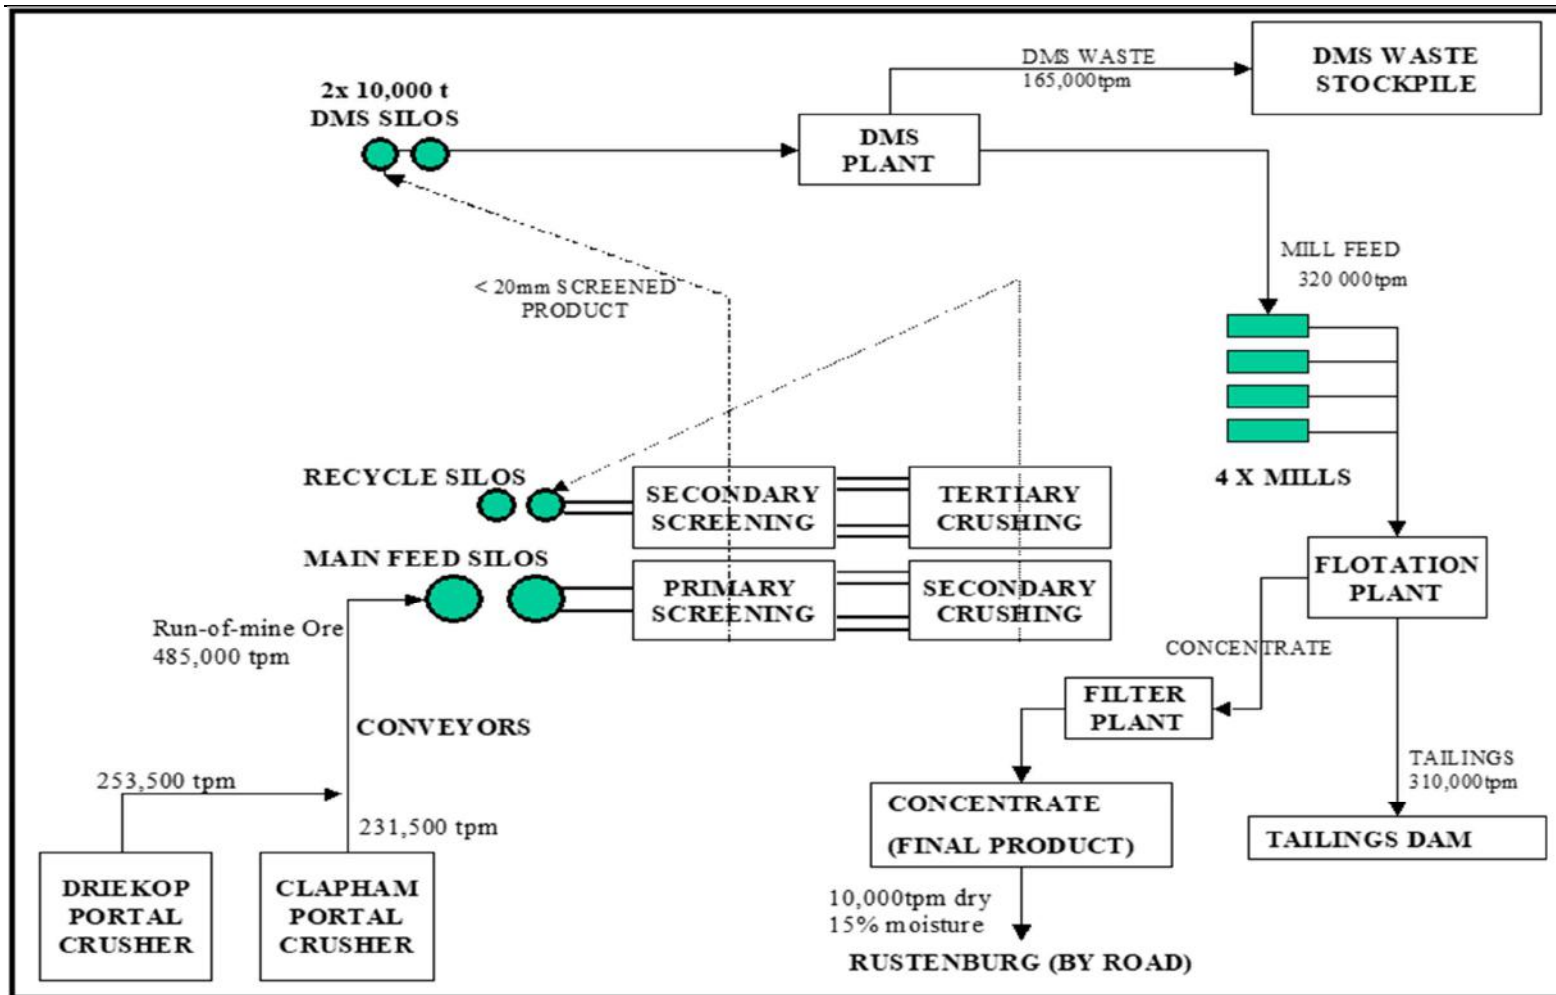 DMS WASTE
165,000tpm
DMS WASTE
STOCKPILE
2x 10,000 t
DMS SILOS
DMS
PLANT
MILL FEED
320 000tpm
< 20mm SCREENED
PRODUCT
4 X MILLS
RECYCLE SILOS
SECONDARY
SCREENING
TERTIARY
CRUSHING
MAIN FEED SILOS
PRIMARY
SCREENING
SECONDARY
CRUSHING
FLOTATION
PLANT
Run-of-mine Ore
485,000 tpm
CONCENTRATE
FILTER
PLANT
CONVEYORS
TAILINGS
310,000tpm
253,500 tpm
231,500 tpm
CONCENTRATE
(FINAL PRODUCT)
TAILINGS DAM
DRIEKOP
PORTAL
CRUSHER
CLAPHAM
PORTAL
CRUSHER
10,000tpm dry
15% moisture
RUSTENBURG (BY ROAD)